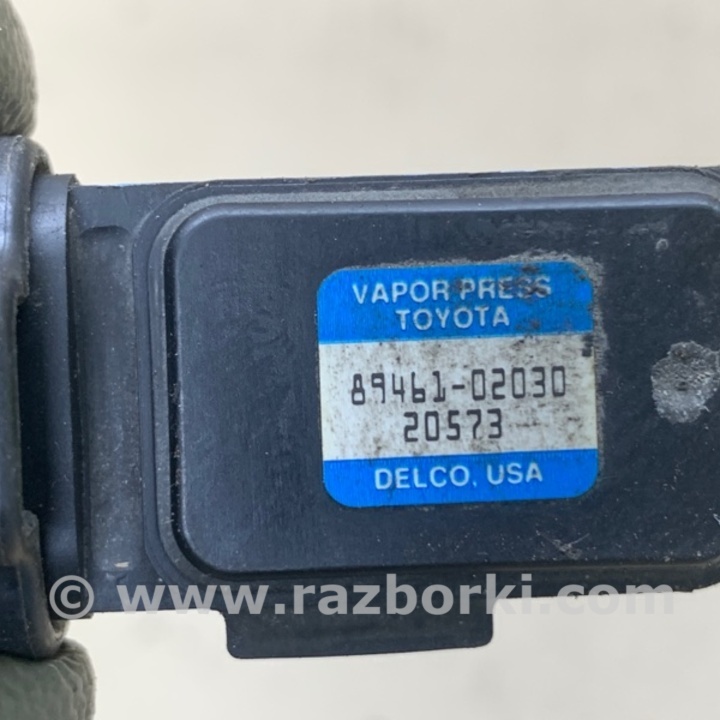 VAPOR PRESS
TOYOTA
89461-02030
20573
DELCO, USA
© www.razborki.com